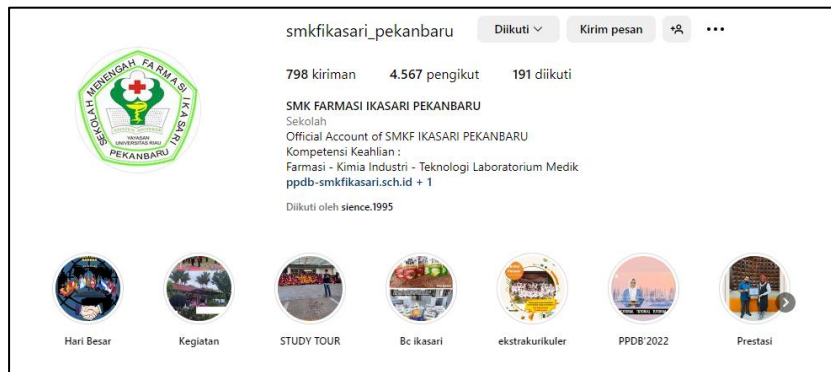 smkfikasari_pekanbaru Diikuti Kirim pesan
798 kiriman 4.567 pengikut 191 diikuti
SMK FARMASI IKASARI PEKANBARU
Sekolah
Official Account of SMKF IKASARI PEKANBARU
Kompetensi Keahlian :
Farmasi - Kimia Industri - Teknologi Laboratorium Medik
ppdb-smkfikasari.sch.id + 1
Diikuti oleh sience.1995
SEKOLAH MENENGAH FARMASI IKASARI
YAYASAN
UNIVERSITAS RIAU
PEKANBARU
Hari Besar Kegiatan STUDY TOUR Bc ikasari ekstrakurikuler PPDB'2022 Prestasi